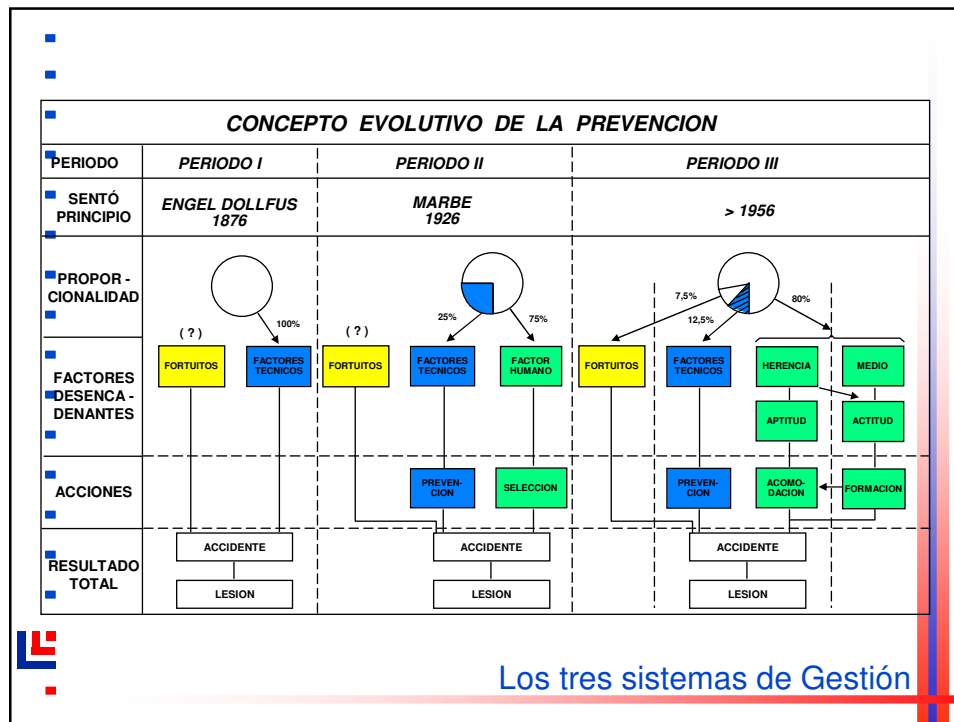 CONCEPTO EVOLUTIVO DE LA PREVENCION
PERIODO
PERIODO I
PERIODO II
PERIODO III
SENTÓ
PRINCIPIO
ENGEL DOLLFUS
1876
MARBE
1926
> 1956
PROPOR -
CIONALIDAD
100%
25%
75%
7,5%
12,5%
80%
( ? )
( ? )
FACTORES
DESENCA -
DENANTES
FORTUITOS
FACTORES
TECNICOS
FORTUITOS
FACTORES
TECNICOS
FACTOR
HUMANO
FORTUITOS
FACTORES
TECNICOS
HERENCIA
MEDIO
APTITUD
ACTITUD
ACCIONES
PREVEN-
CION
SELECCION
PREVEN-
CION
ACOMO-
DACION
FORMACION
RESULTADO
TOTAL
ACCIDENTE
ACCIDENTE
ACCIDENTE
LESION
LESION
LESION
Los tres sistemas de Gestión